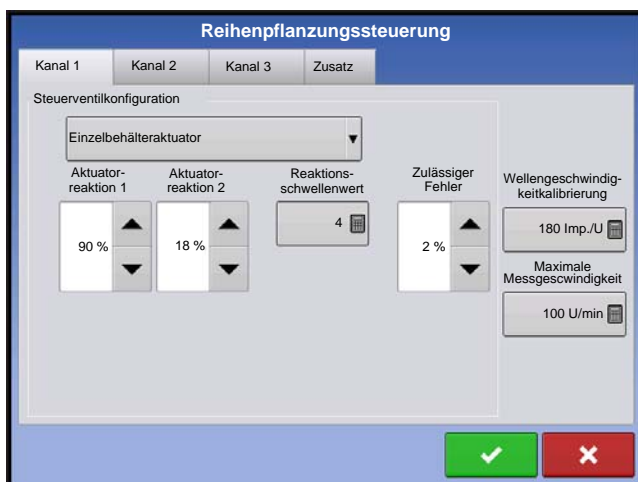 Reihenpflanzungssteuerung
Kanal 1
Kanal 2
Kanal 3
Zusatz
Steuerventilkonfiguration
Einzelbehälteraktuator
Aktuator-
reaktion 1
Aktuator-
reaktion 2
Reaktions-
schwellenwert
Zulässiger
Fehler
90 %
18 %
4
2 %
Wellengeschwindig-
keitkalibrierung
180 Imp./U
Maximale
Messgescwindigkeit
100 U/min